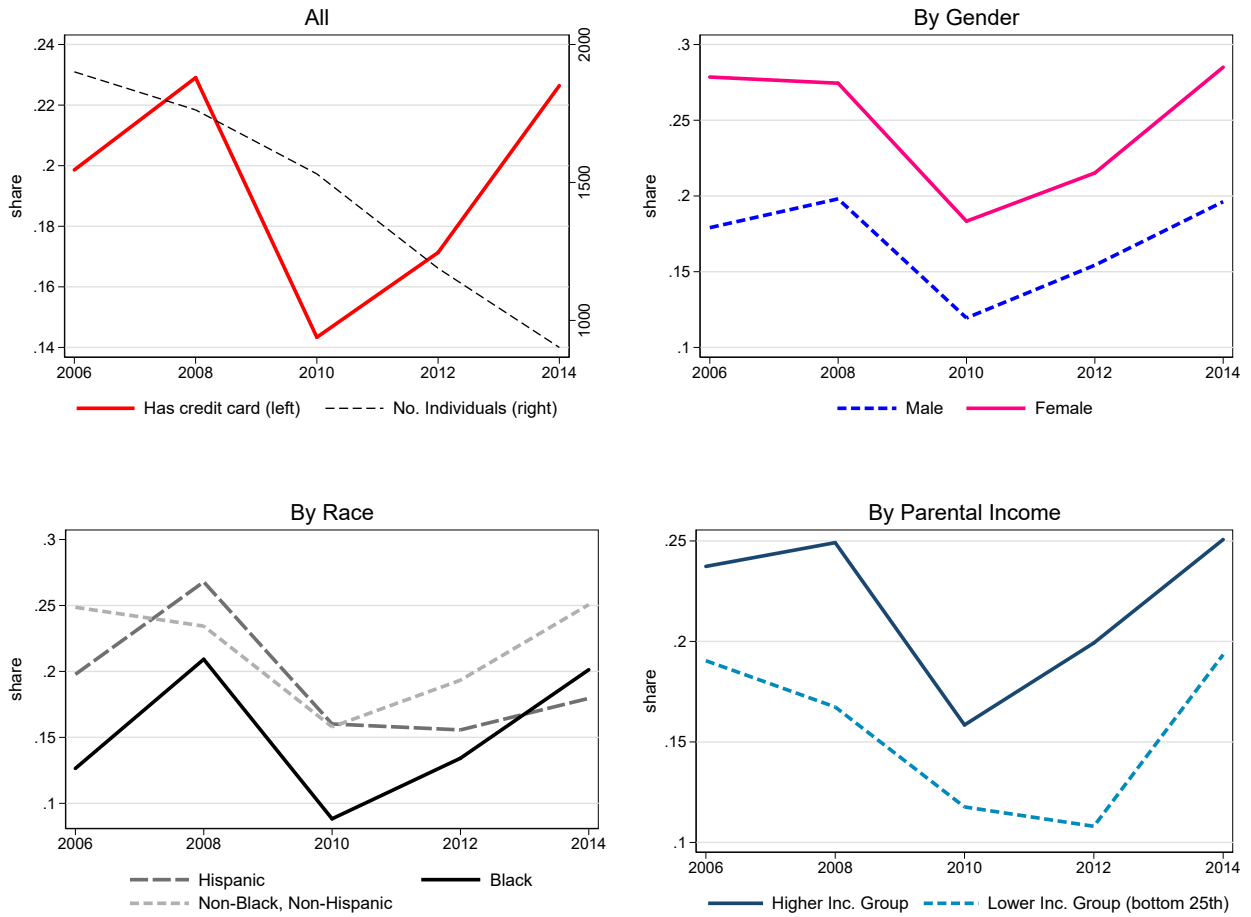 All
.24
.22
.2
.18
.16
.14
share
2000
1500
1000
2006 2008 2010 2012 2014
Has credit card (left) No. Individuals (right)
By Gender
.3
.25
.2
.15
.1
share
2006 2008 2010 2012 2014
Male Female
By Race
.3
.25
.2
.15
.1
share
2006 2008 2010 2012 2014
Hispanic Black
Non-Black, Non-Hispanic
By Parental Income
.25
.2
.15
.1
share
2006 2008 2010 2012 2014
Higher Inc. Group Lower Inc. Group (bottom 25th)